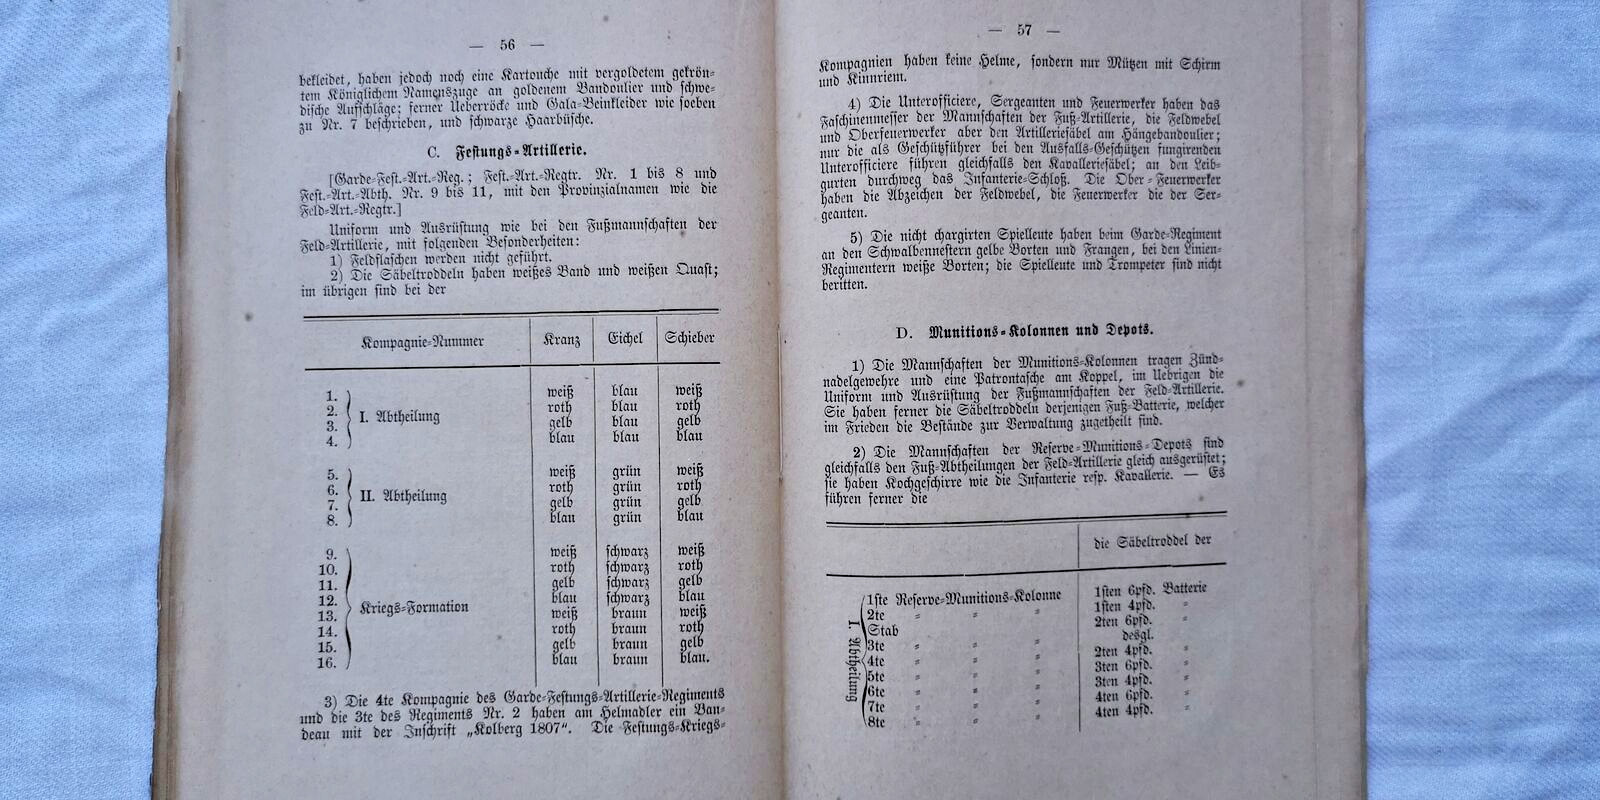 — 56 —
bekleidet, haben jedoch noch eine Kartouche mit vergoldetem gekrön-
tem Königlichem Namenszuge an goldenem Bandoulier und schwe-
dische Aufschläge; ferner Ueberröcke und Gala-Beinkleider wie soeben
zu Nr. 7 beschrieben, und schwarze Haarbüsche.
C. Festungs-Artillerie.
[Garde-Fest.-Art.-Reg.; Fest.-Art.-Regtr. Nr. 1 bis 8 und
Fest.-Art.-Abth. Nr. 9 bis 11, mit den Provinzialnamen wie die
Feld-Art.-Regtr.]
Uniform und Ausrüstung wie bei den Fußmannschaften der
Feld-Artillerie, mit folgenden Besonderheiten:
1) Feldflaschen werden nicht geführt.
2) Die Säbeltroddeln haben weißes Band und weißen Quast;
im übrigen sind bei der
Kompagnie-Nummer Kranz Eichel Schieber
1. weiß blau weiß
2. roth blau roth
I. Abtheilung
3. gelb blau gelb
4. blau blau blau
5. weiß grün weiß
6. roth grün roth
II. Abtheilung
7. gelb grün gelb
8. blau grün blau
9. weiß schwarz weiß
10. roth schwarz roth
11. gelb schwarz gelb
12. blau schwarz blau
Kriegs-Formation
13. weiß braun weiß
14. roth braun roth
15. gelb braun gelb
16. blau braun blau.
3) Die 4te Kompagnie des Garde-Festungs-Artillerie-Regiments
und die 3te des Regiments Nr. 2 haben am Helmadler ein Ban-
deau mit der Inschrift „Kolberg 1807“. Die Festungs-Kriegs-
— 57 —
Kompagnien haben keine Helme, sondern nur Mützen mit Schirm
und Kinnriem.
4) Die Unterofficiere, Sergeanten und Feuerwerker haben das
Faschinenmesser der Mannschaften der Fuß-Artillerie, die Feldwebel
und Oberfeuerwerker aber den Artilleriesäbel am Hängebandoulier;
nur die als Geschützführer bei den Ausfalls-Geschützen fungirenden
Unterofficiere führen gleichfalls den Kavalleriesäbel; an den Leib-
gurten durchweg das Infanterie-Schloß. Die Ober-Feuerwerker
haben die Abzeichen der Feldwebel, die Feuerwerker die der Ser-
geanten.
5) Die nicht chargirten Spielleute haben beim Garde-Regiment
an den Schwalbennestern gelbe Borten und Frangen, bei den Linien-
Regimentern weiße Borten; die Spielleute und Trompeter sind nicht
beritten.
D. Munitions-Kolonnen und Depots.
1) Die Mannschaften der Munitions-Kolonnen tragen Zünd-
nadelgewehre und eine Patrontasche am Koppel, im Uebrigen die
Uniform und Ausrüstung der Fußmannschaften der Feld-Artillerie.
Sie haben ferner die Säbeltroddeln derjenigen Fuß-Batterie, welcher
im Frieden die Bestände zur Verwaltung zugetheilt sind.
2) Die Mannschaften der Reserve-Munitions-Depots sind
gleichfalls den Fuß-Abtheilungen der Feld-Artillerie gleich ausgerüstet;
sie haben Kochgeschirre wie die Infanterie resp. Kavallerie. — Es
führen ferner die
die Säbeltroddel der
I. Abtheilung
1ste Reserve-Munitions-Kolonne 1sten 6pfd. Batterie
2te „ „ „ 1sten 4pfd. „
Stab 2ten 6pfd. „
3te „ „ „ desgl.
4te „ „ „ 2ten 4pfd. „
5te „ „ „ 3ten 6pfd. „
6te „ „ „ 3ten 4pfd. „
7te „ „ „ 4ten 6pfd. „
8te „ „ „ 4ten 4pfd. „